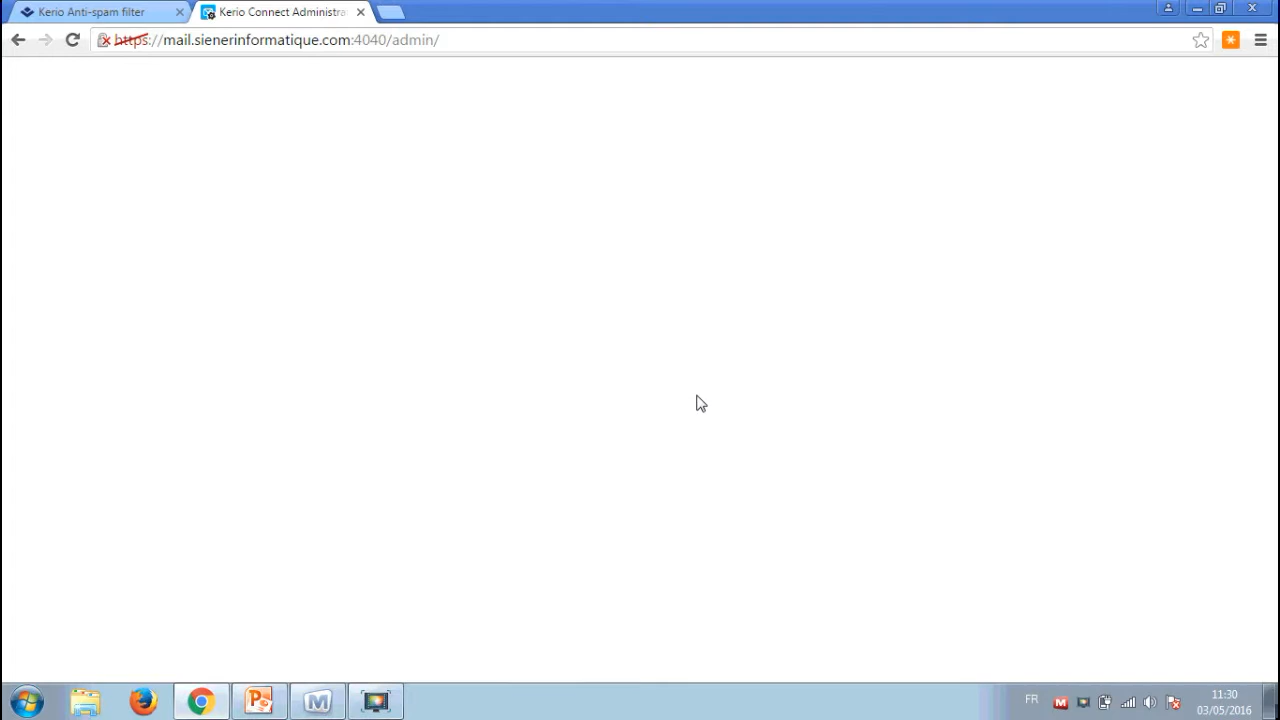 Kerio Anti-spam filter
Kerio Connect Administra
https://mail.sienerinformatique.com:4040/admin/
FR
11:30
03/05/2016